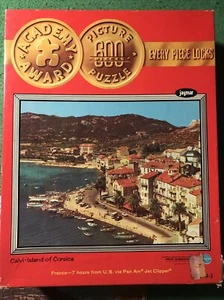 ACADEMY
AWARD
PICTURE
600
PUZZLE
EVERY PIECE LOCKS
jaymar
Calvi-Island of Corsica
France—7 hours from U.S. via Pan Am® Jet Clipper®